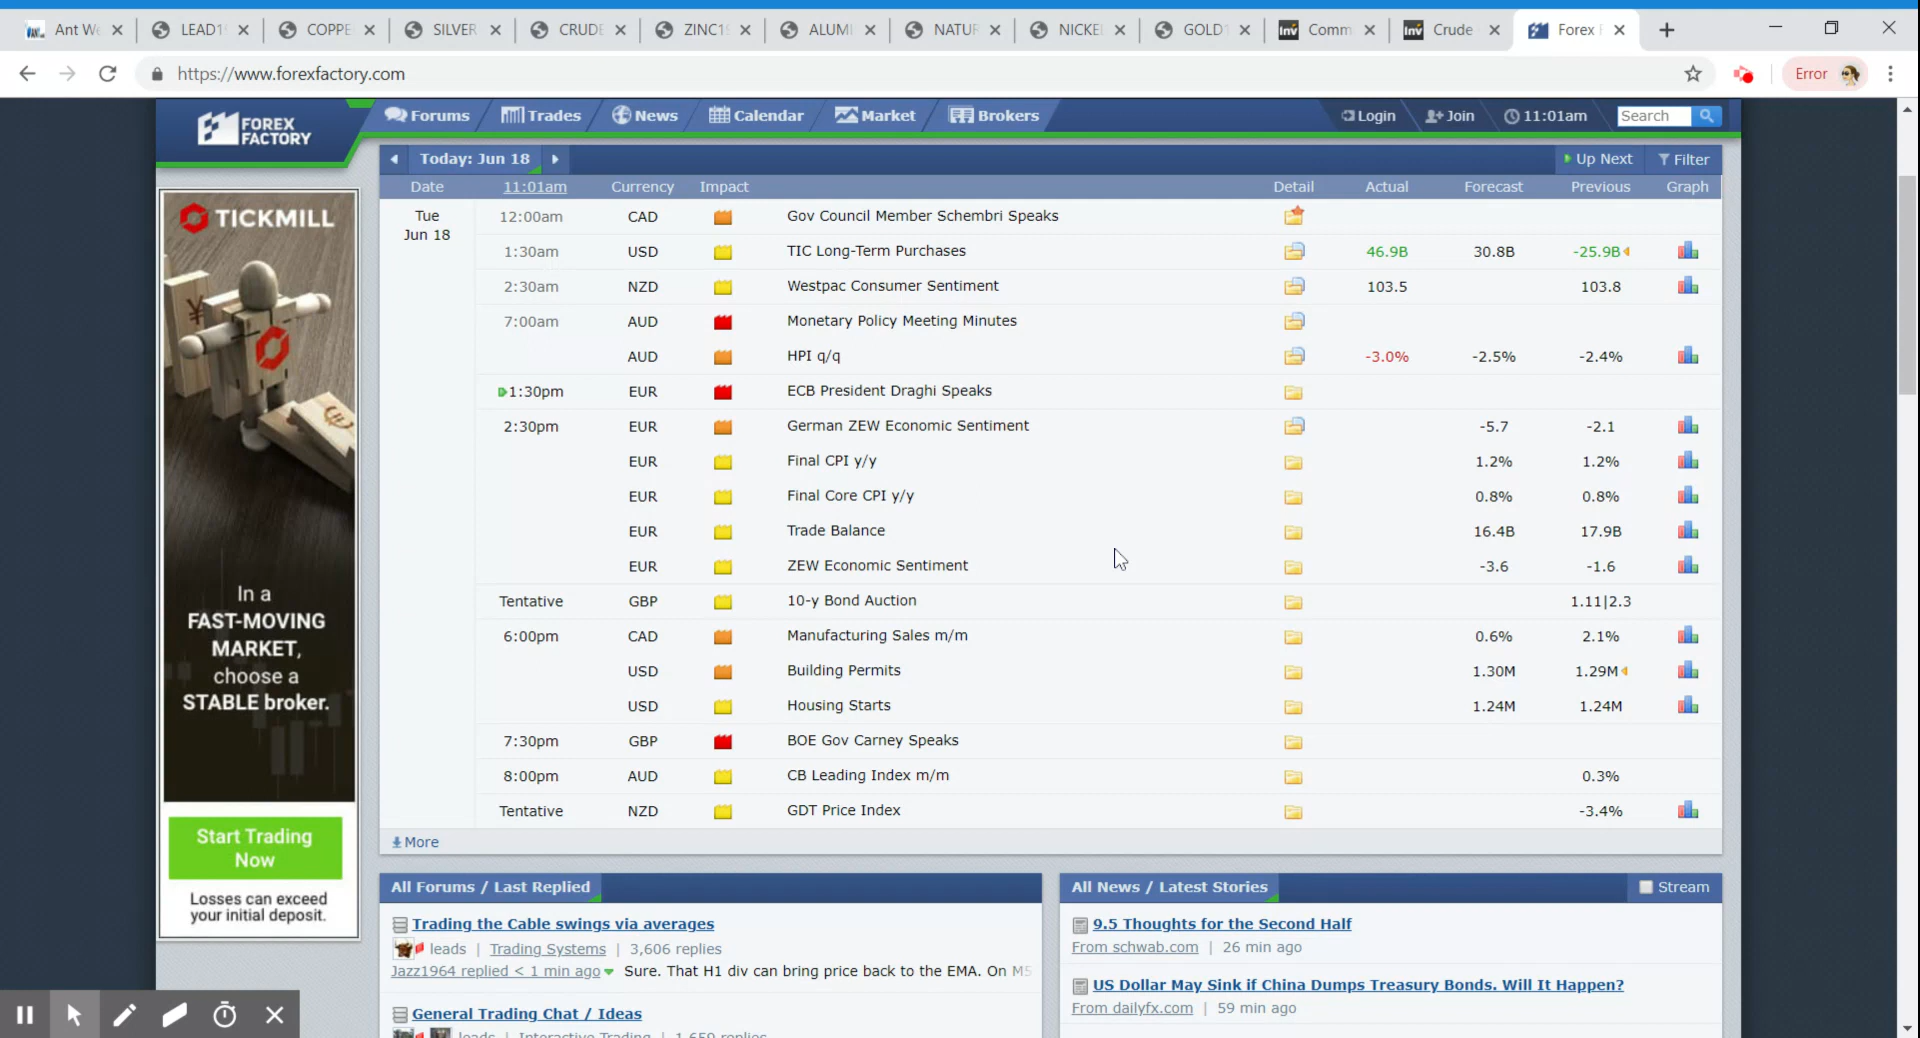 Ant We
LEAD1
COPPE
SILVER
CRUDE
ZINC1
ALUMI
NATUR
NICKEL
GOLD1
Inv Comm
Inv Crude
Forex F
https://www.forexfactory.com
Error
FOREX
FACTORY
Forums
Trades
News
Calendar
Market
Brokers
Login
Join
11:01am
Search
Today: Jun 18
Up Next
Filter
Date 11:01am Currency Impact Detail Actual Forecast Previous Graph
Tue
Jun 18
12:00am CAD Gov Council Member Schembri Speaks
1:30am USD TIC Long-Term Purchases 46.9B 30.8B -25.9B
2:30am NZD Westpac Consumer Sentiment 103.5 103.8
7:00am AUD Monetary Policy Meeting Minutes
AUD HPI q/q -3.0% -2.5% -2.4%
1:30pm EUR ECB President Draghi Speaks
2:30pm EUR German ZEW Economic Sentiment -5.7 -2.1
EUR Final CPI y/y 1.2% 1.2%
EUR Final Core CPI y/y 0.8% 0.8%
EUR Trade Balance 16.4B 17.9B
EUR ZEW Economic Sentiment -3.6 -1.6
Tentative GBP 10-y Bond Auction 1.11|2.3
6:00pm CAD Manufacturing Sales m/m 0.6% 2.1%
USD Building Permits 1.30M 1.29M
USD Housing Starts 1.24M 1.24M
7:30pm GBP BOE Gov Carney Speaks
8:00pm AUD CB Leading Index m/m 0.3%
Tentative NZD GDT Price Index -3.4%
More
TICKMILL
In a
FAST-MOVING
MARKET,
choose a
STABLE broker.
Start Trading
Now
Losses can exceed
your initial deposit.
All Forums / Last Replied
Trading the Cable swings via averages
leads | Trading Systems | 3,606 replies
Jazz1964 replied < 1 min ago Sure. That H1 div can bring price back to the EMA. On M5
General Trading Chat / Ideas
leads | Interactive Trading | 1,659 replies
All News / Latest Stories
Stream
9.5 Thoughts for the Second Half
From schwab.com | 26 min ago
US Dollar May Sink if China Dumps Treasury Bonds. Will It Happen?
From dailyfx.com | 59 min ago